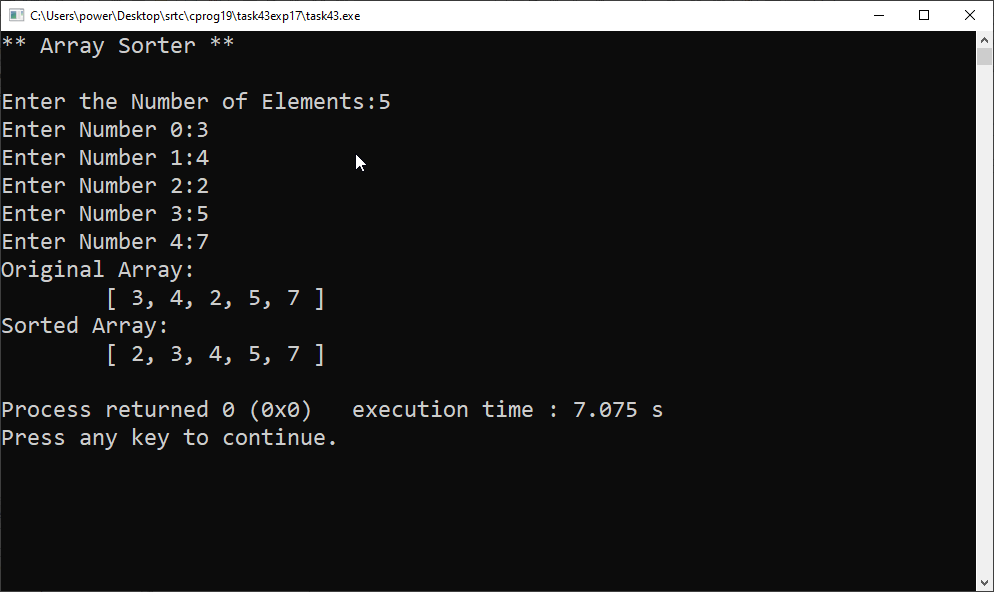 C:\Users\power\Desktop\srtc\cprog19\task43exp17\task43.exe
** Array Sorter **
Enter the Number of Elements:5
Enter Number 0:3
Enter Number 1:4
Enter Number 2:2
Enter Number 3:5
Enter Number 4:7
Original Array:
[ 3, 4, 2, 5, 7 ]
Sorted Array:
[ 2, 3, 4, 5, 7 ]
Process returned 0 (0x0)   execution time : 7.075 s
Press any key to continue.